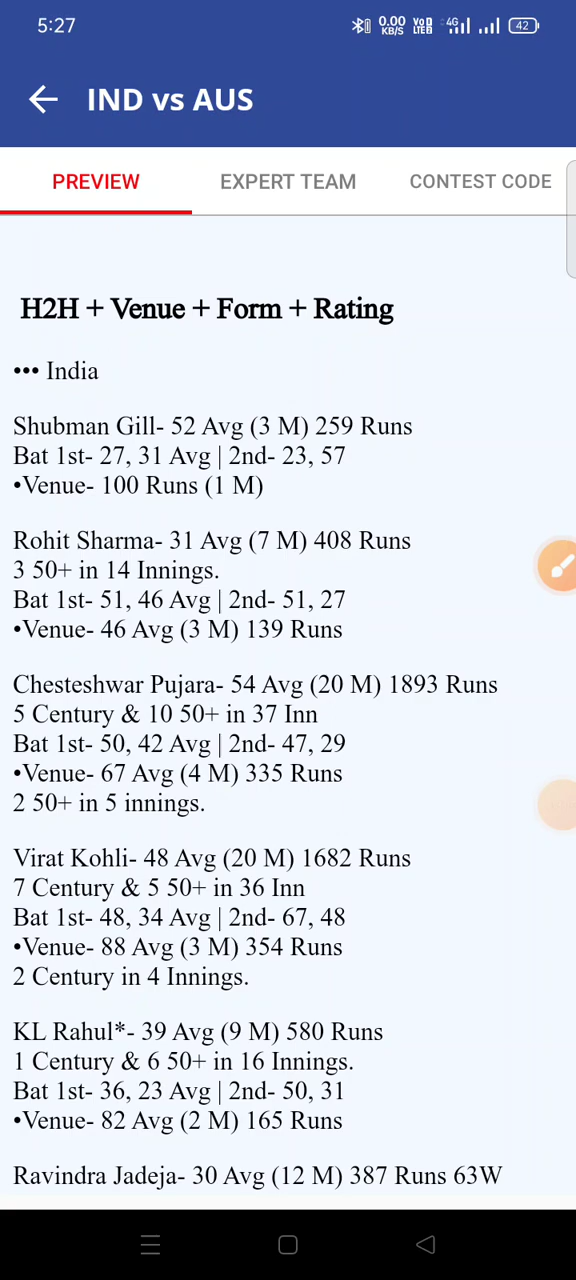 5:27
0.00 KB/S
Vo LTE 2
4G
42
IND vs AUS
PREVIEW
EXPERT TEAM
CONTEST CODE
H2H + Venue + Form + Rating
••• India
Shubman Gill- 52 Avg (3 M) 259 Runs
Bat 1st- 27, 31 Avg | 2nd- 23, 57
•Venue- 100 Runs (1 M)
Rohit Sharma- 31 Avg (7 M) 408 Runs
3 50+ in 14 Innings.
Bat 1st- 51, 46 Avg | 2nd- 51, 27
•Venue- 46 Avg (3 M) 139 Runs
Chesteshwar Pujara- 54 Avg (20 M) 1893 Runs
5 Century & 10 50+ in 37 Inn
Bat 1st- 50, 42 Avg | 2nd- 47, 29
•Venue- 67 Avg (4 M) 335 Runs
2 50+ in 5 innings.
Virat Kohli- 48 Avg (20 M) 1682 Runs
7 Century & 5 50+ in 36 Inn
Bat 1st- 48, 34 Avg | 2nd- 67, 48
•Venue- 88 Avg (3 M) 354 Runs
2 Century in 4 Innings.
KL Rahul*- 39 Avg (9 M) 580 Runs
1 Century & 6 50+ in 16 Innings.
Bat 1st- 36, 23 Avg | 2nd- 50, 31
•Venue- 82 Avg (2 M) 165 Runs
Ravindra Jadeja- 30 Avg (12 M) 387 Runs 63W